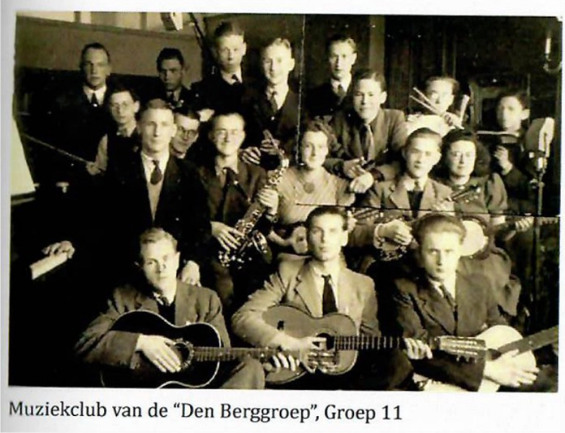 Muziekclub van de “Den Berggroep”, Groep 11